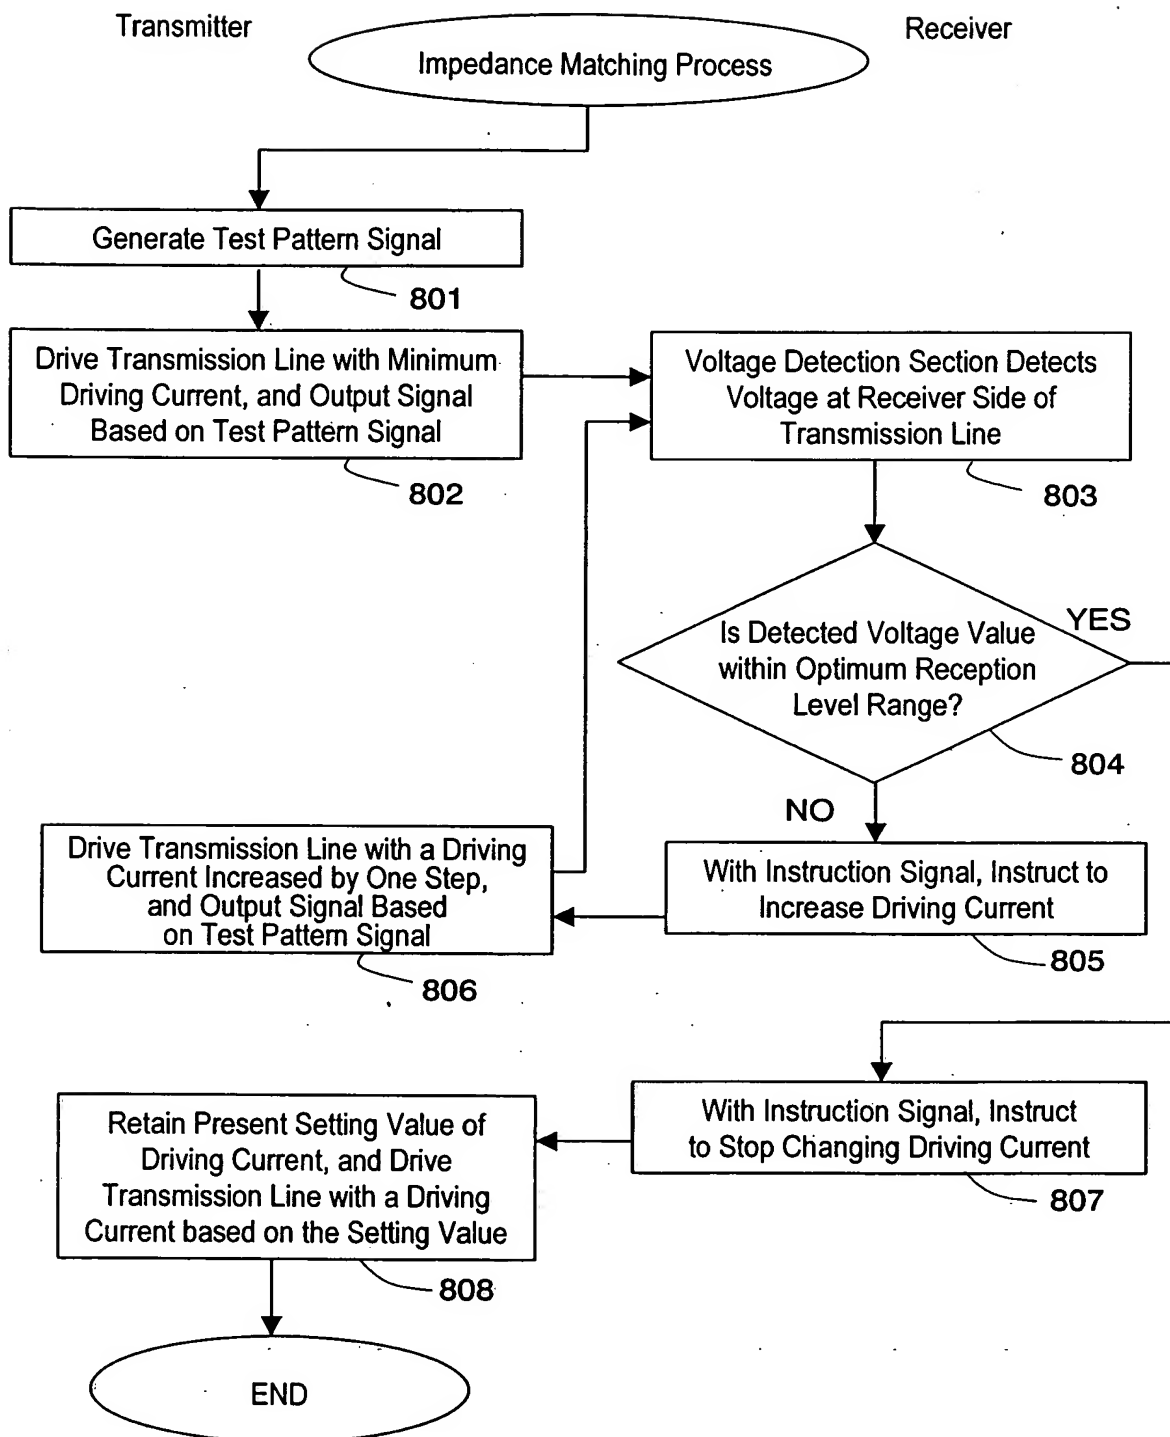 Transmitter
Receiver
Impedance Matching Process
Generate Test Pattern Signal
801
Drive Transmission Line with Minimum
Driving Current, and Output Signal
Based on Test Pattern Signal
802
Voltage Detection Section Detects
Voltage at Receiver Side of
Transmission Line
803
Is Detected Voltage Value
within Optimum Reception
Level Range?
YES
804
NO
With Instruction Signal, Instruct to
Increase Driving Current
805
Drive Transmission Line with a Driving
Current Increased by One Step,
and Output Signal Based
on Test Pattern Signal
806
With Instruction Signal, Instruct
to Stop Changing Driving Current
807
Retain Present Setting Value of
Driving Current, and Drive
Transmission Line with a Driving
Current based on the Setting Value
808
END